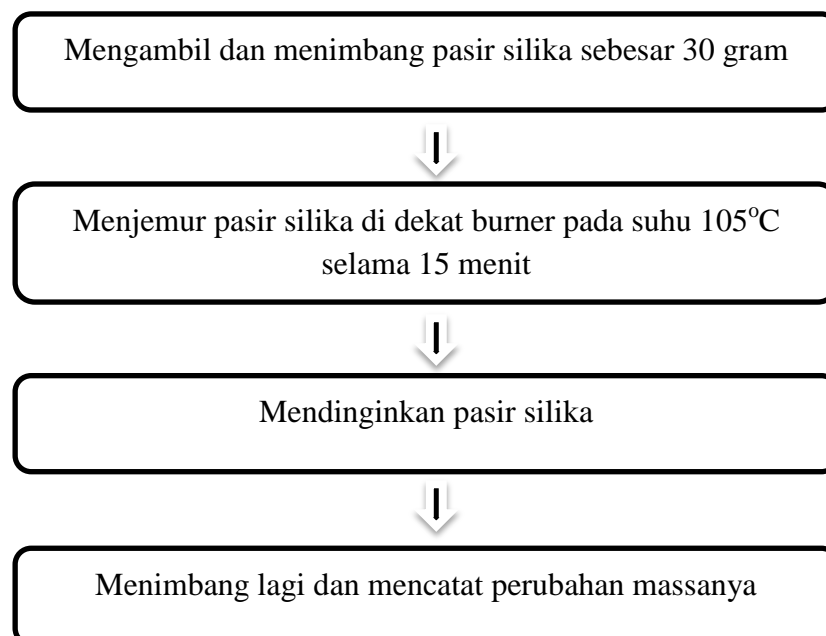 Mengambil dan menimbang pasir silika sebesar 30 gram
Menjemur pasir silika di dekat burner pada suhu 105°C
selama 15 menit
Mendinginkan pasir silika
Menimbang lagi dan mencatat perubahan massanya